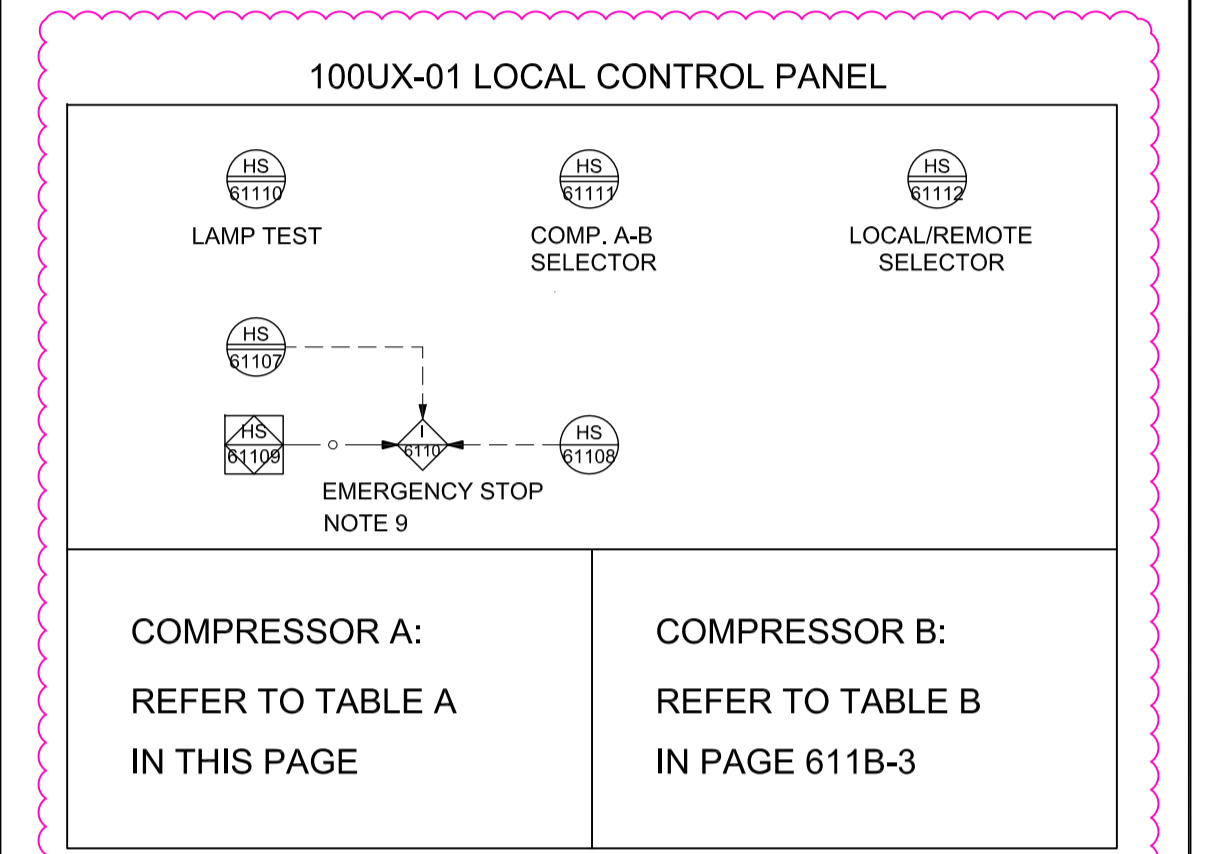 100UX-01 LOCAL CONTROL PANEL
HS
61110
LAMP TEST
HS
61111
COMP. A-B
SELECTOR
HS
61112
LOCAL/REMOTE
SELECTOR
HS
61107
HS
61109
I
6110
HS
61108
EMERGENCY STOP
NOTE 9
COMPRESSOR A:
REFER TO TABLE A
IN THIS PAGE
COMPRESSOR B:
REFER TO TABLE B
IN PAGE 611B-3